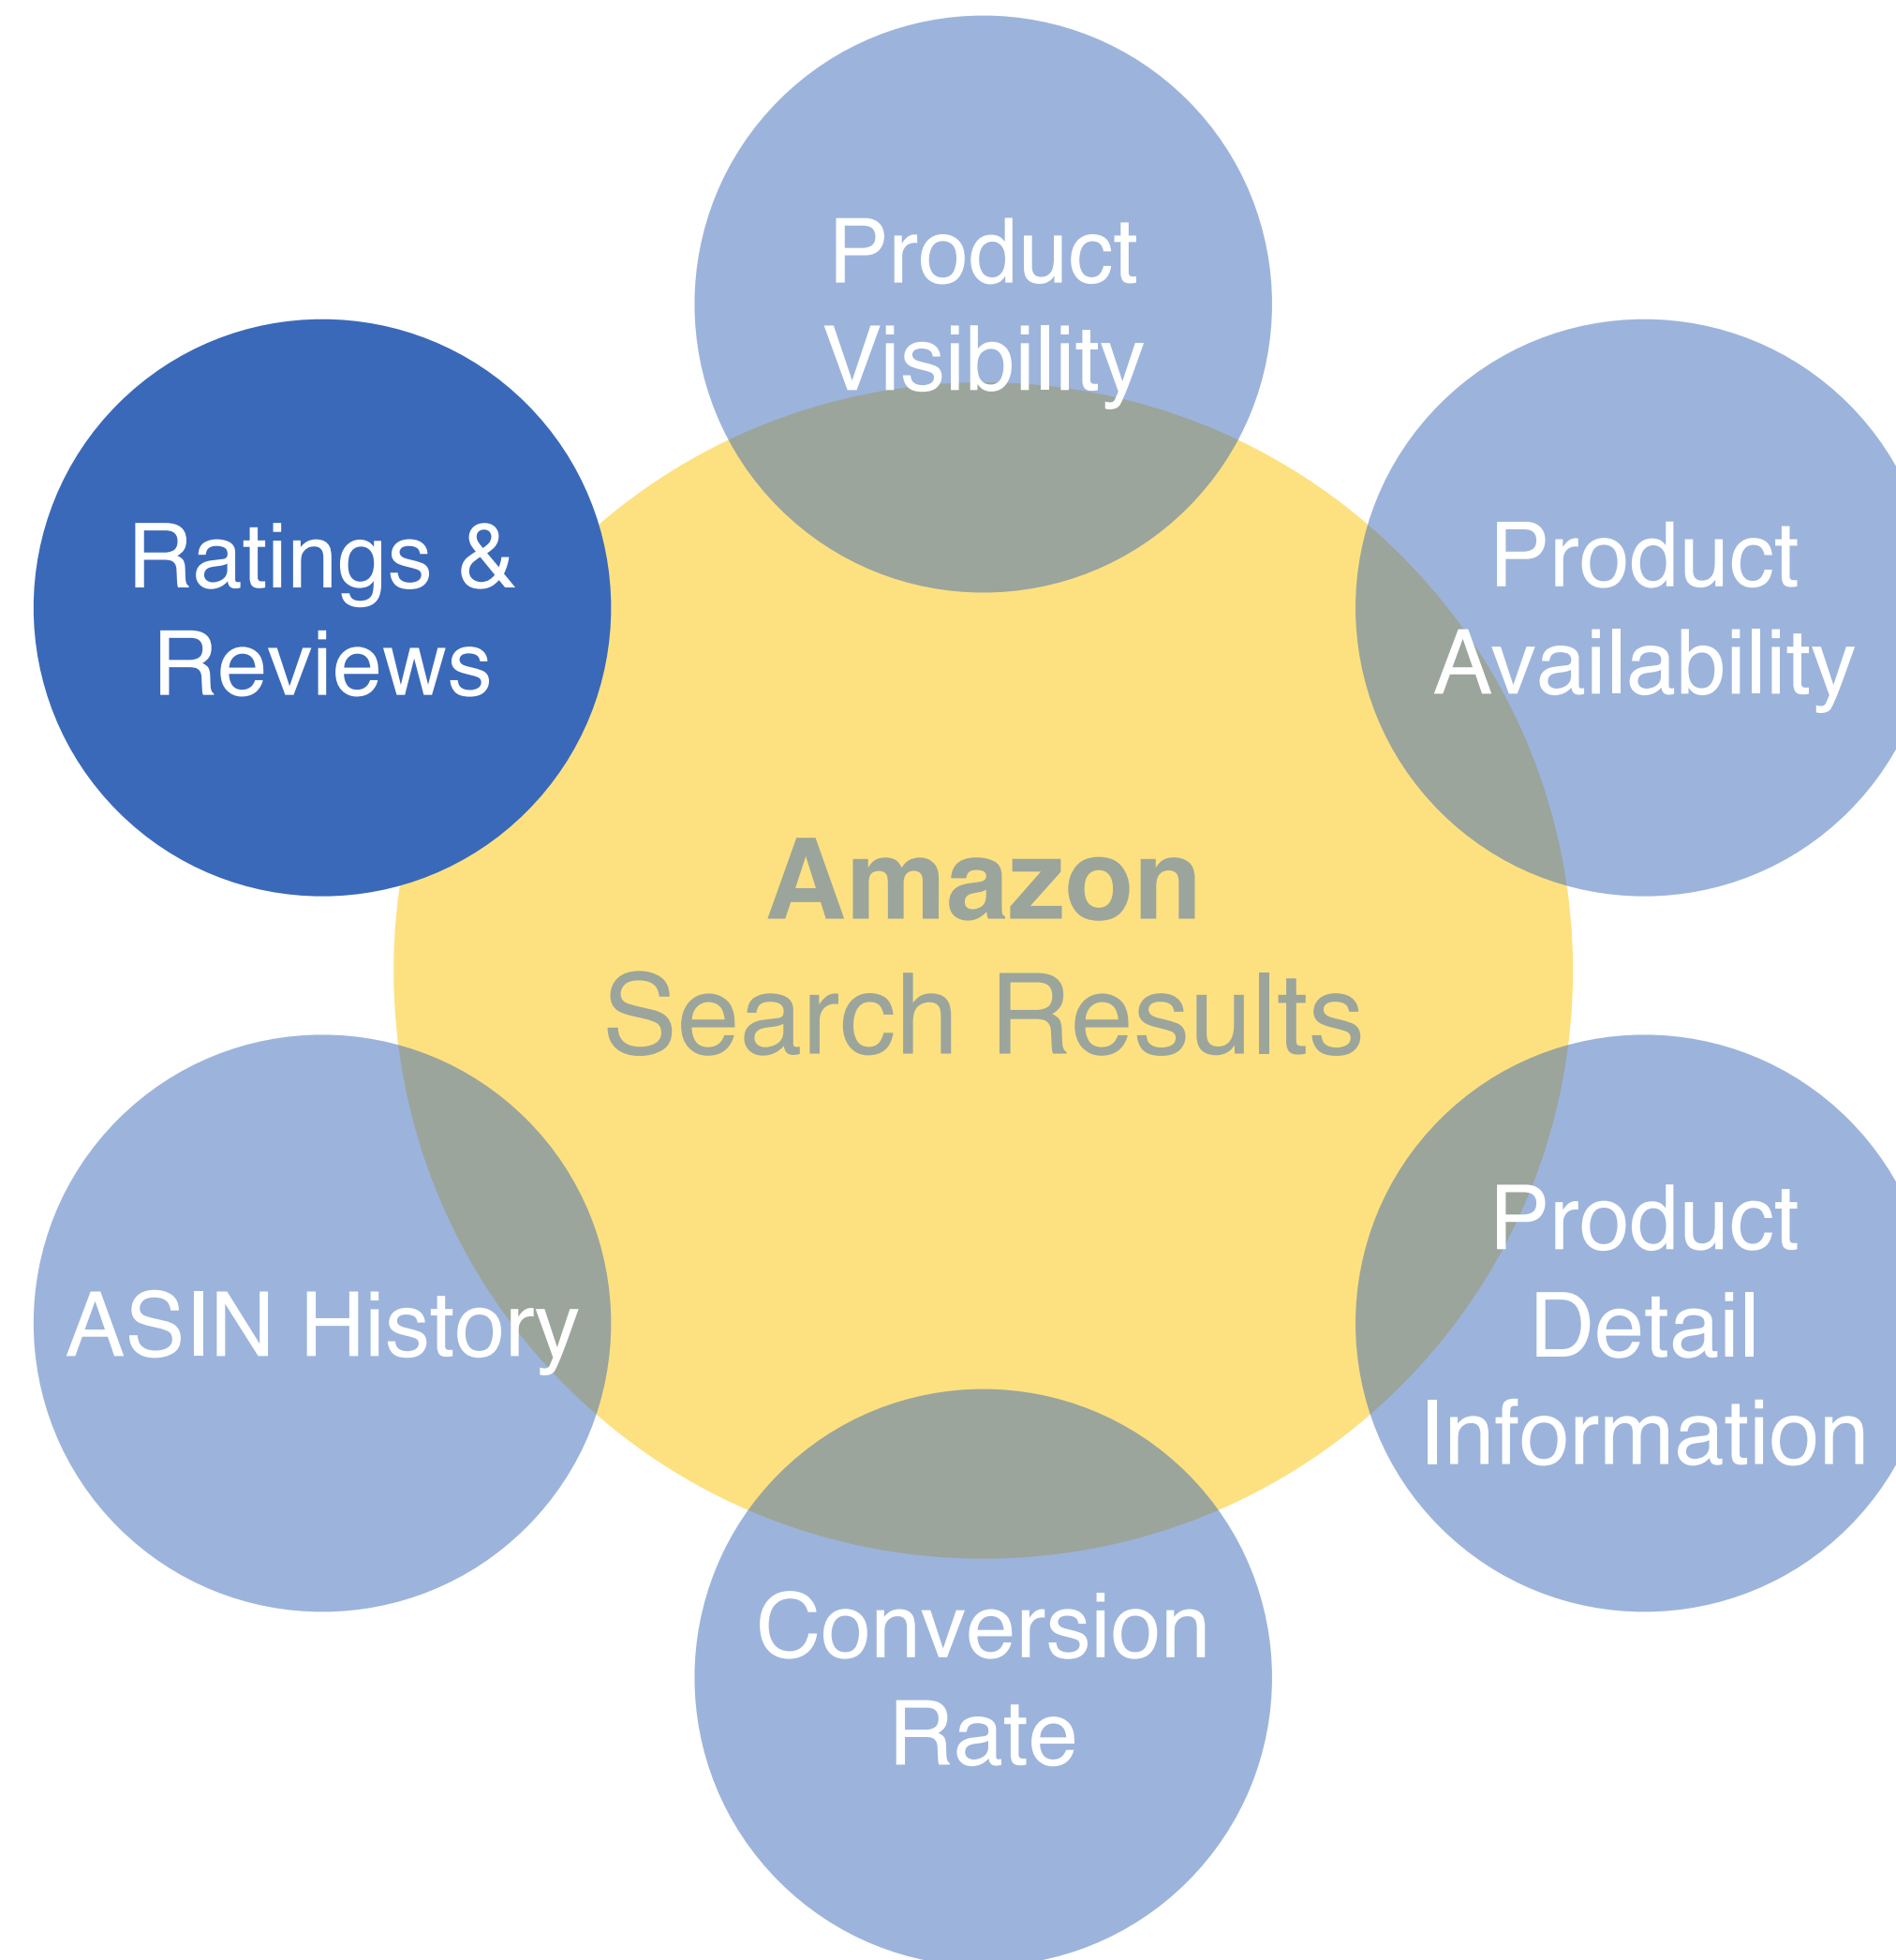 Product
Visibility
Ratings &
Reviews
Product
Availability
Amazon
Search Results
ASIN History
Product
Detail
Information
Conversion
Rate